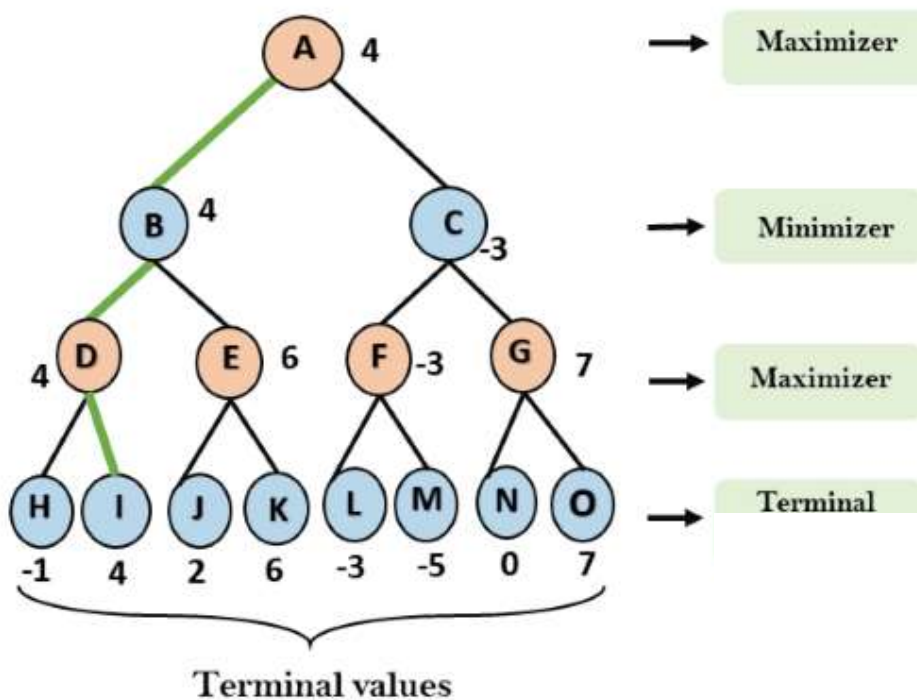 A 4 Maximizer
B 4 C -3 Minimizer
D 4 E 6 F -3 G 7 Maximizer
H I J K L M N O Terminal
-1 4 2 6 -3 -5 0 7
Terminal values